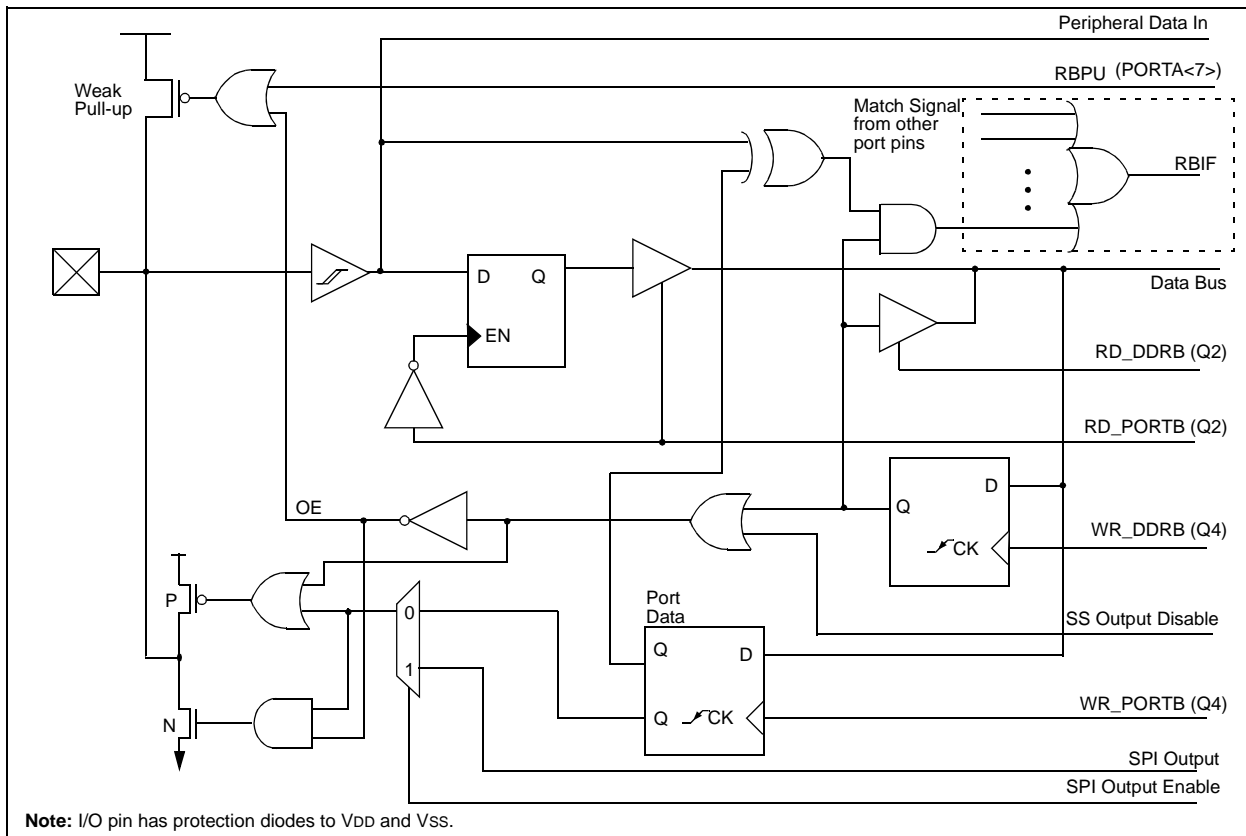 Peripheral Data In
RBPU (PORTA<7>)
Weak
Pull-up
Match Signal
from other
port pins
RBIF
D Q
EN
Data Bus
RD_DDRB (Q2)
RD_PORTB (Q2)
OE
Q D
CK
WR_DDRB (Q4)
P
0
1
Port
Data
Q D
Q CK
SS Output Disable
WR_PORTB (Q4)
N
SPI Output
SPI Output Enable
Note: I/O pin has protection diodes to VDD and VSS.